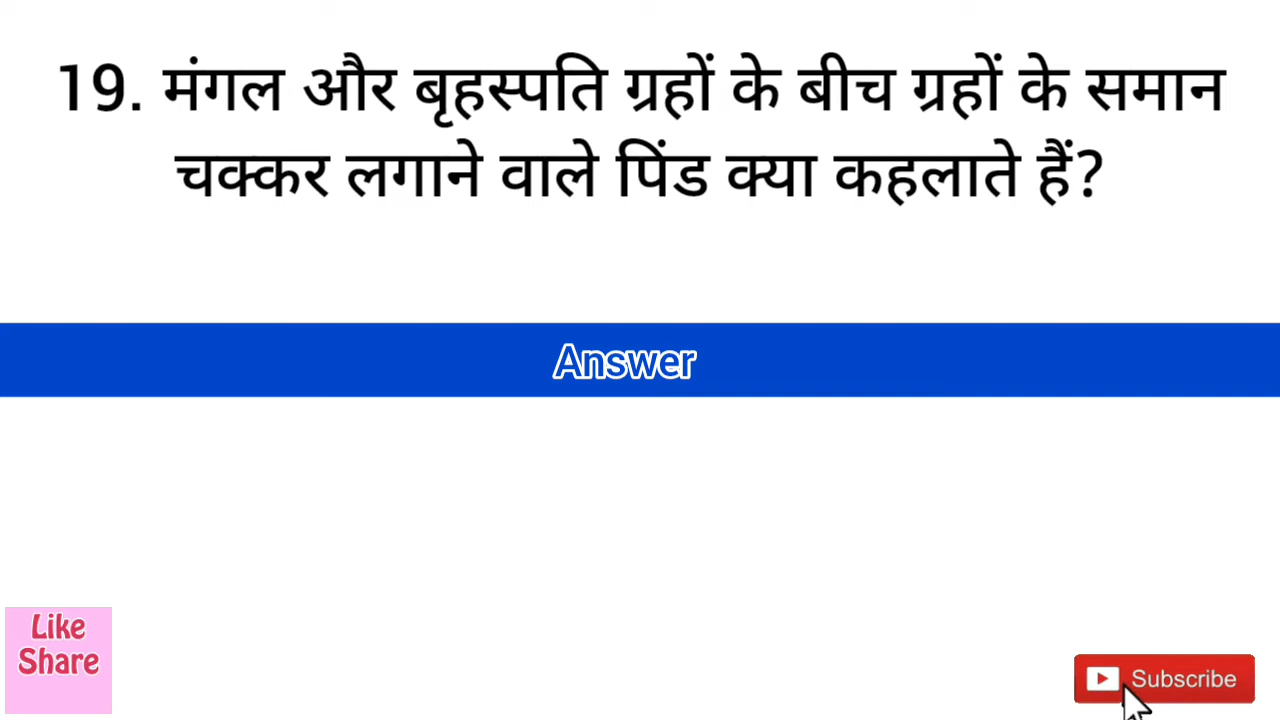 19. मंगल और बृहस्पति ग्रहों के बीच ग्रहों के समान
चक्कर लगाने वाले पिंड क्या कहलाते हैं?
Answer
Like
Share
Subscribe